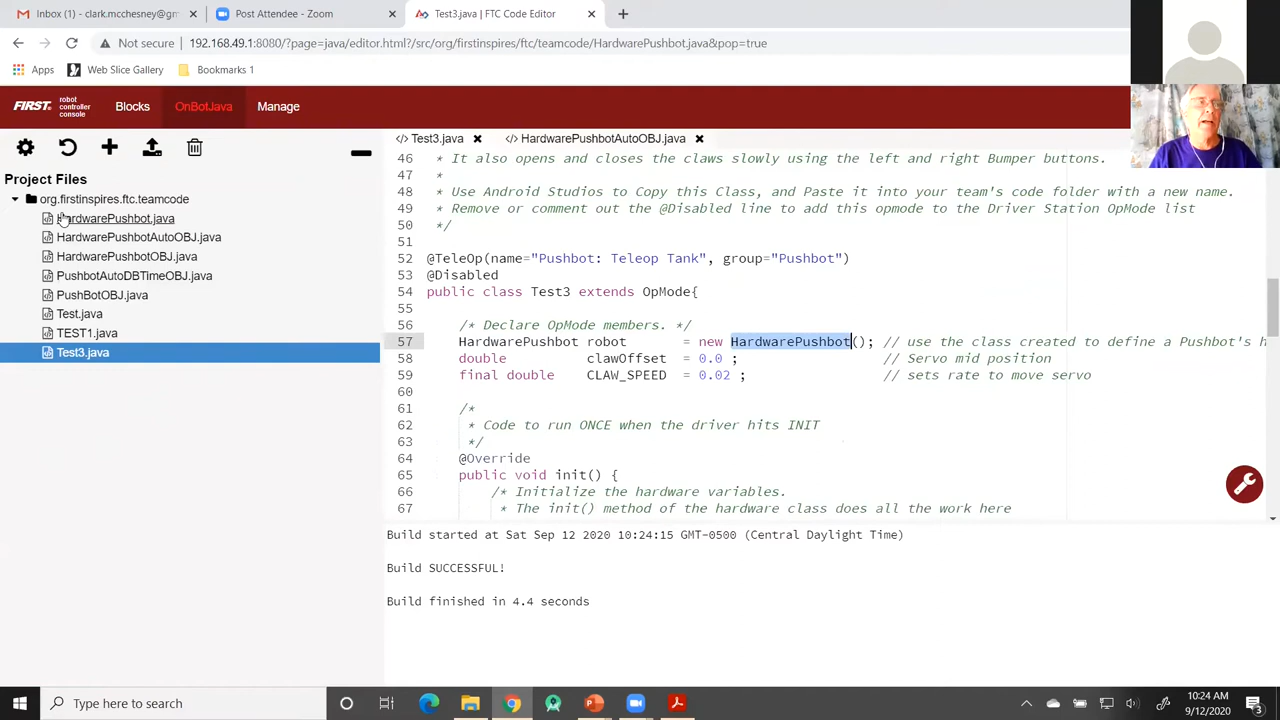 Inbox (1) - clark.mcchesney@gm
Post Attendee - Zoom
Test3.java | FTC Code Editor
Not secure
192.168.49.1:8080/?page=java/editor.html?/src/org/firstinspires/ftc/teamcode/HardwarePushbot.java&pop=true
Apps
Web Slice Gallery
Bookmarks 1
FIRST
robot controller console
Blocks
OnBotJava
Manage
Project Files
org.firstinspires.ftc.teamcode
HardwarePushbot.java
HardwarePushbotAutoOBJ.java
HardwarePushbotOBJ.java
PushbotAutoDBTimeOBJ.java
PushBotOBJ.java
Test.java
TEST1.java
Test3.java
</> Test3.java
</> HardwarePushbotAutoOBJ.java
46 * It also opens and closes the claws slowly using the left and right Bumper buttons.
47 *
48 * Use Android Studios to Copy this Class, and Paste it into your team's code folder with a new name.
49 * Remove or comment out the @Disabled line to add this opmode to the Driver Station OpMode list
50 */
51
52 @TeleOp(name="Pushbot: Teleop Tank", group="Pushbot")
53 @Disabled
54 public class Test3 extends OpMode{
55
56 /* Declare OpMode members. */
57 HardwarePushbot robot = new HardwarePushbot(); // use the class created to define a Pushbot's h
58 double clawOffset = 0.0 ; // Servo mid position
59 final double CLAW_SPEED = 0.02 ; // sets rate to move servo
60
61 /*
62 * Code to run ONCE when the driver hits INIT
63 */
64 @Override
65 public void init() {
66 /* Initialize the hardware variables.
67 * The init() method of the hardware class does all the work here
Build started at Sat Sep 12 2020 10:24:15 GMT-0500 (Central Daylight Time)
Build SUCCESSFUL!
Build finished in 4.4 seconds
Type here to search
10:24 AM
9/12/2020
3